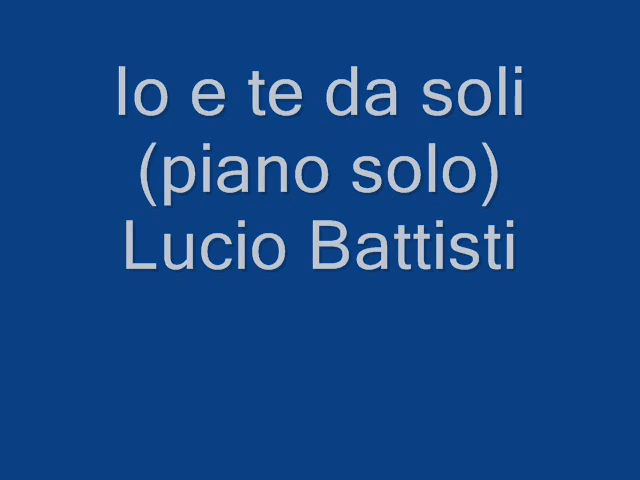 Io e te da soli
(piano solo)
Lucio Battisti